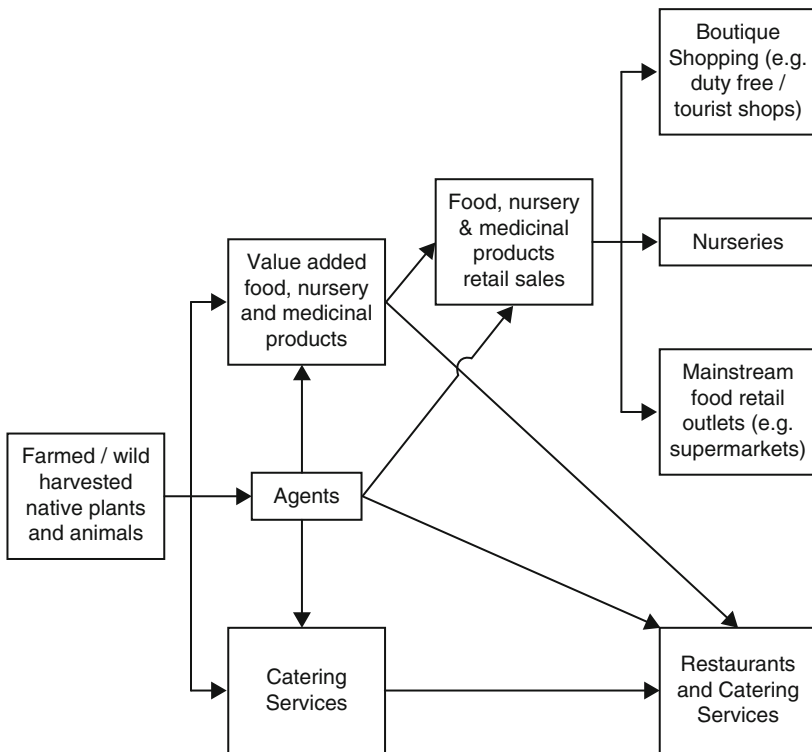 Boutique
Shopping (e.g.
duty free /
tourist shops)
Food, nursery
& medicinal
products
retail sales
Nurseries
Value added
food, nursery
and medicinal
products
Mainstream
food retail
outlets (e.g.
supermarkets)
Farmed / wild
harvested
native plants
and animals
Agents
Catering
Services
Restaurants
and Catering
Services